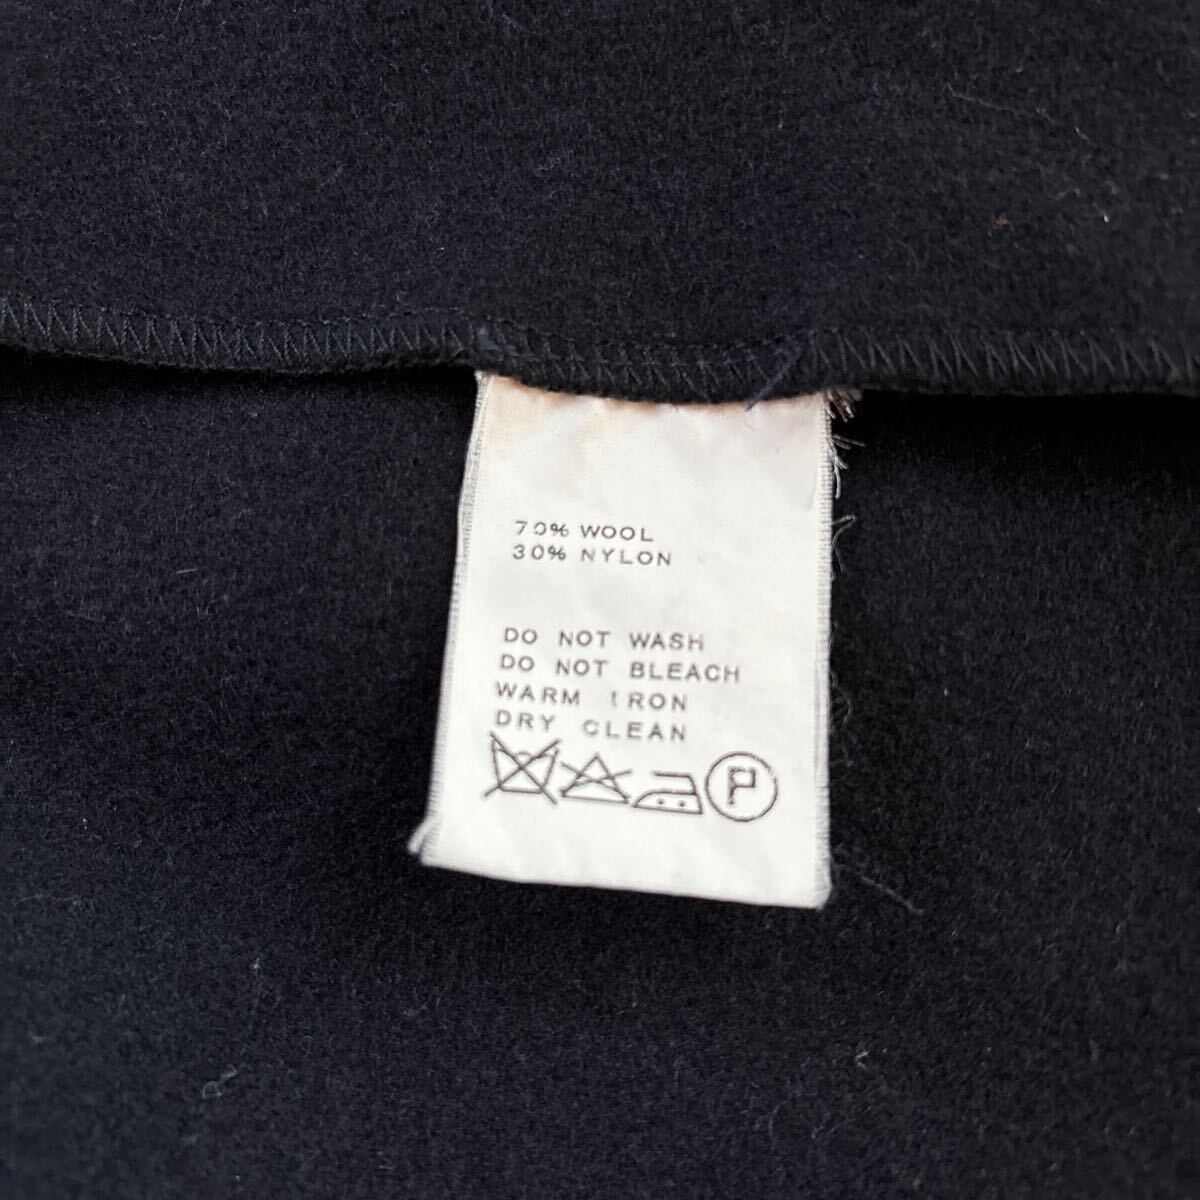 70% WOOL
30% NYLON
DO NOT WASH
DO NOT BLEACH
WARM IRON
DRY CLEAN
P